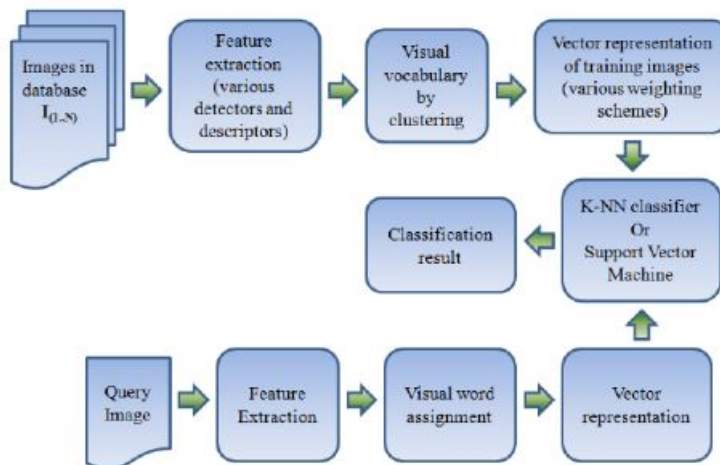 Images in
database
I(1..N)
Feature
extraction
(various
detectors and
descriptors)
Visual
vocabulary
by
clustering
Vector representation
of training images
(various weighting
schemes)
K-NN classifier
Or
Support Vector
Machine
Classification
result
Query
Image
Feature
Extraction
Visual word
assignment
Vector
representation